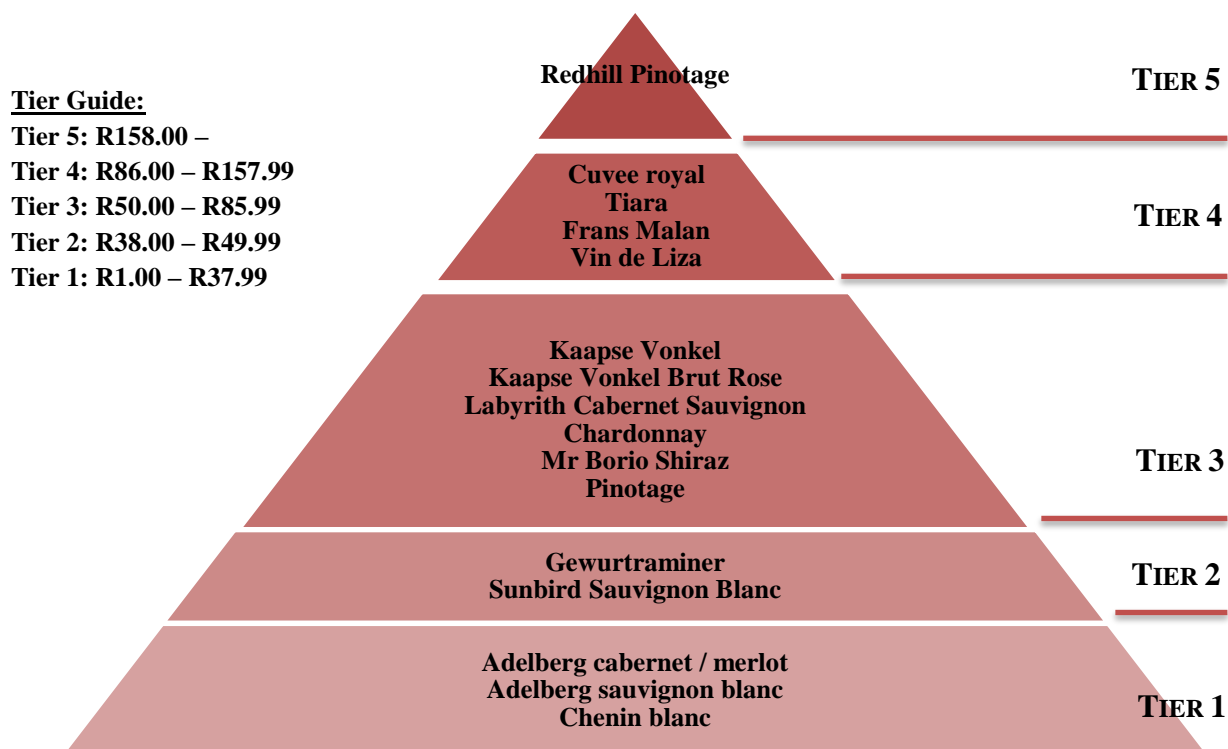 Redhill Pinotage
TIER 5
Tier Guide:
Tier 5: R158.00 –
Tier 4: R86.00 – R157.99
Tier 3: R50.00 – R85.99
Tier 2: R38.00 – R49.99
Tier 1: R1.00 – R37.99
Cuvee royal
Tiara
Frans Malan
Vin de Liza
TIER 4
Kaapse Vonkel
Kaapse Vonkel Brut Rose
Labyrith Cabernet Sauvignon
Chardonnay
Mr Borio Shiraz
Pinotage
TIER 3
Gewurtraminer
Sunbird Sauvignon Blanc
TIER 2
Adelberg cabernet / merlot
Adelberg sauvignon blanc
Chenin blanc
TIER 1